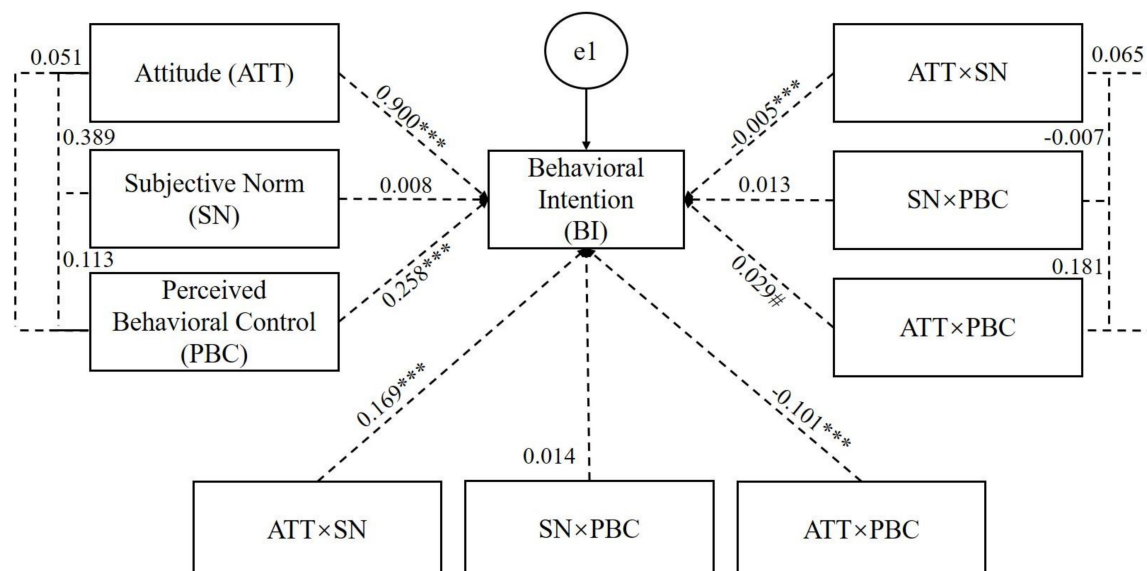 0.051
Attitude (ATT)
e1
ATT×SN
0.065
0.900***
-0.005***
0.389
-0.007
Subjective Norm
(SN)
0.008
Behavioral
Intention
(BI)
0.013
SN×PBC
0.113
0.258***
0.029#
0.181
Perceived
Behavioral Control
(PBC)
ATT×PBC
0.169***
0.014
-0.101***
ATT×SN
SN×PBC
ATT×PBC